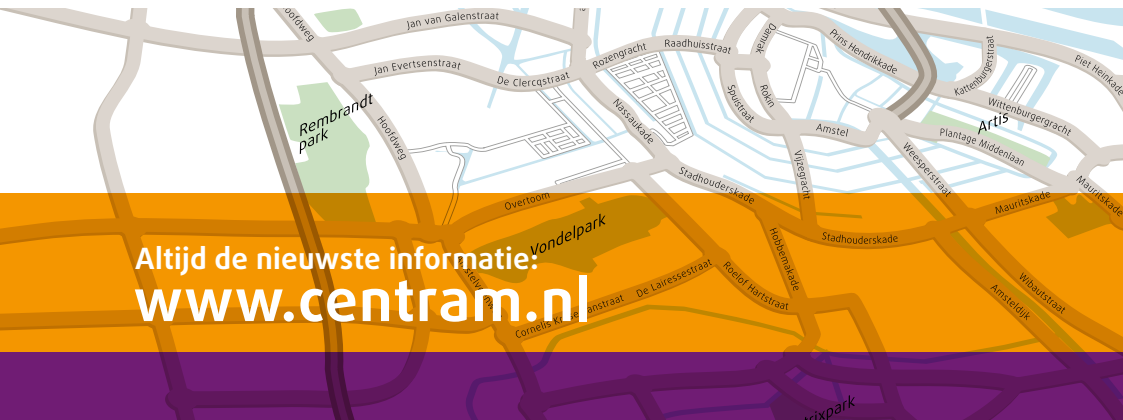 Hoofdweg
Jan van Galenstraat
Jan Evertsenstraat
De Clercqstraat
Rozengracht
Raadhuisstraat
Damrak
Prins Hendrikkade
Kattenburgerstraat
Piet Heinkade
Rembrandt
park
Hoofdweg
Nassaukade
Spuistraat
Rokin
Amstel
Wittenburgergracht
Artis
Plantage Middenlaan
Vijzelgracht
Weesperstraat
Mauritskade
Stadhouderskade
Overtoom
Vondelpark
Mauritskade
Stadhouderskade
Hobbemakade
Altijd de nieuwste informatie:
www.centram.nl
De Lairessestraat
Roelof Hartstraat
Wibautstraat
Amsteldijk